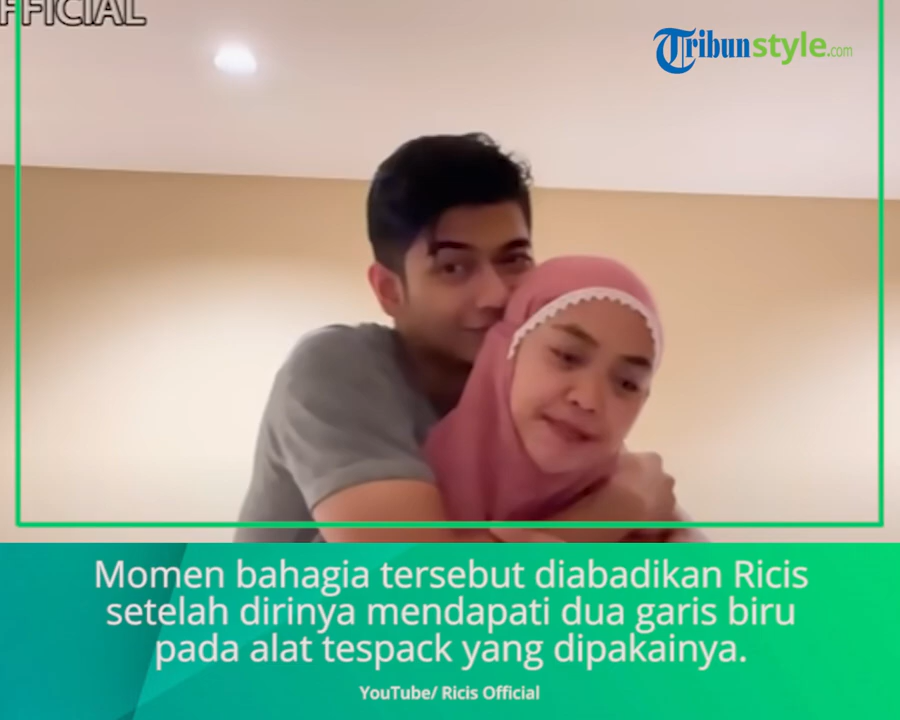 FFICIAL
Tribunstyle.com
Momen bahagia tersebut diabadikan Ricis
setelah dirinya mendapati dua garis biru
pada alat tespack yang dipakainya.
YouTube/ Ricis Official